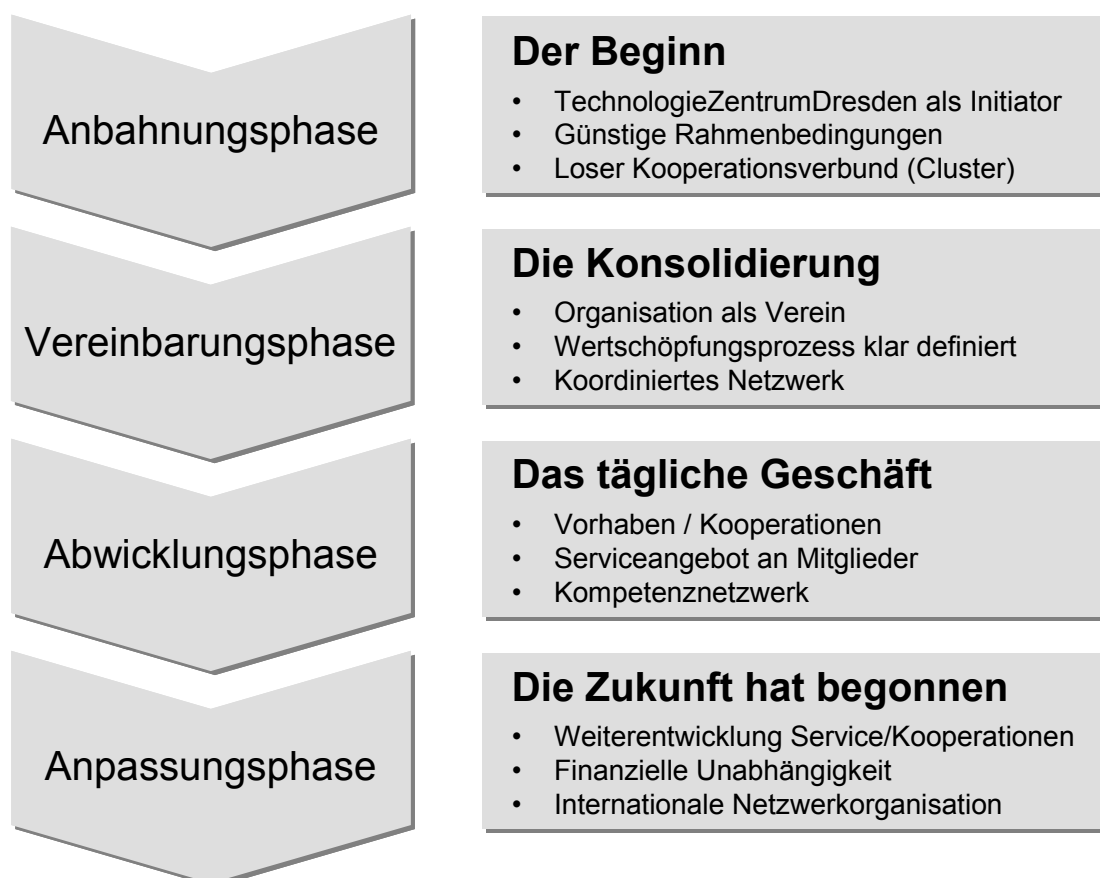 Anbahnungsphase
Der Beginn
• TechnologieZentrumDresden als Initiator
• Günstige Rahmenbedingungen
• Loser Kooperationsverbund (Cluster)
Vereinbarungsphase
Die Konsolidierung
• Organisation als Verein
• Wertschöpfungsprozess klar definiert
• Koordiniertes Netzwerk
Abwicklungsphase
Das tägliche Geschäft
• Vorhaben / Kooperationen
• Serviceangebot an Mitglieder
• Kompetenznetzwerk
Anpassungsphase
Die Zukunft hat begonnen
• Weiterentwicklung Service/Kooperationen
• Finanzielle Unabhängigkeit
• Internationale Netzwerkorganisation